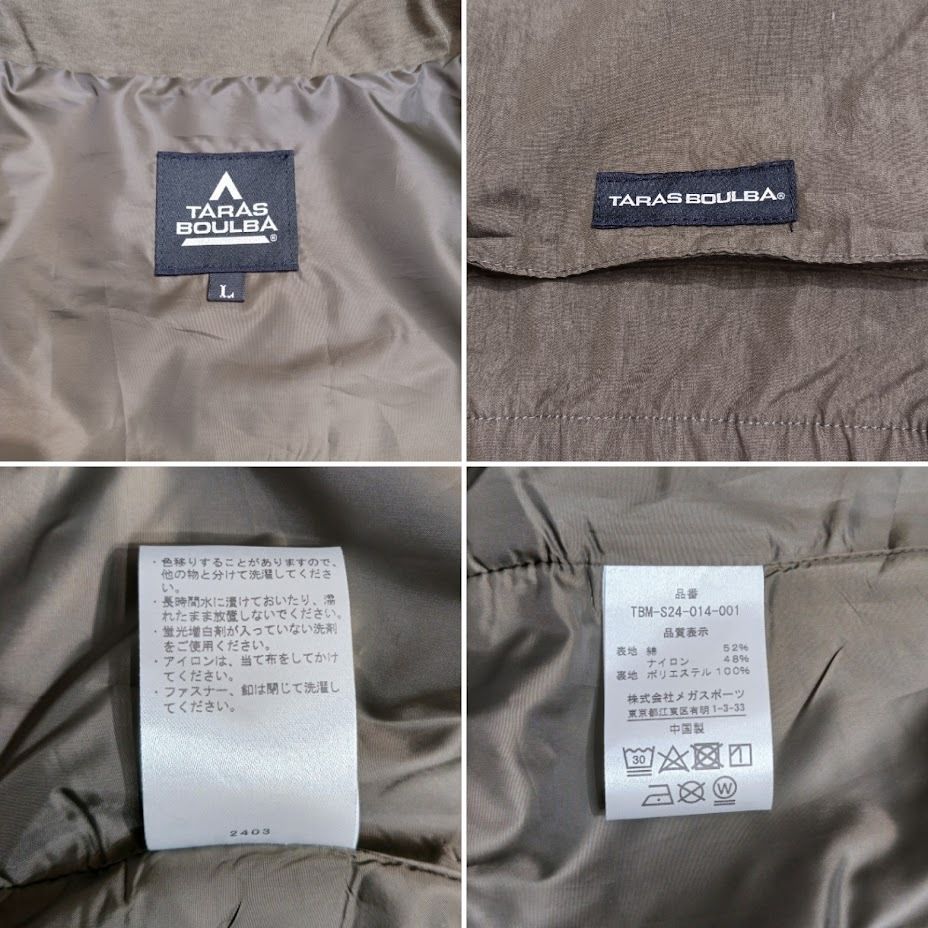 TARAS
BOULBA®
L
TARAS BOULBA®
・色移りすることがありますので、
他の物と分けて洗濯してくださ
い。
・長時間水に漬けておいたり、濡
れたまま放置しないでください。
・蛍光増白剤が入っていない洗剤
をご使用ください。
・アイロンは、当て布をしてかけ
てください。
・ファスナー、釦は閉じて洗濯し
てください。
2403
品番
TBM-S24-014-001
品質表示
表地 綿 52%
ナイロン 48%
裏地 ポリエステル 100%
株式会社メガスポーツ
東京都江東区有明1-3-33
中国製
30
W